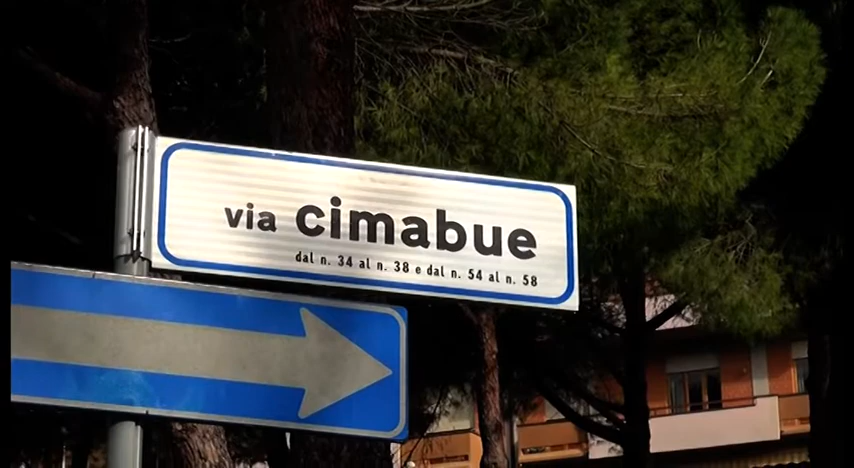 via cimabue
dal n. 34 al n. 38 e dal n. 54 al n. 58